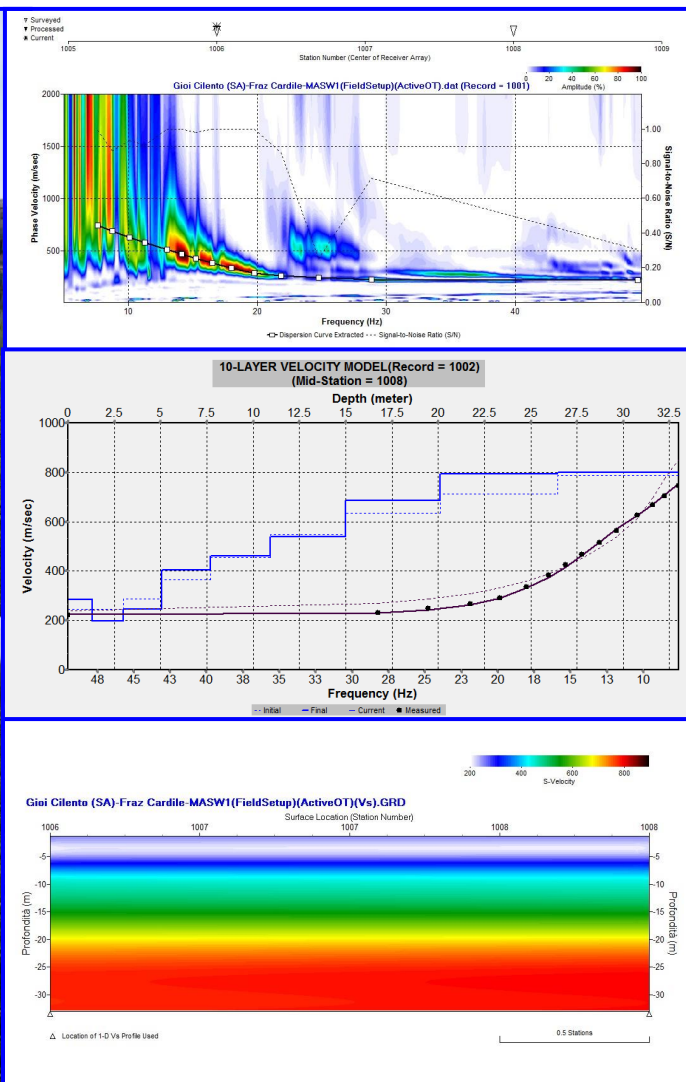 ▽ Surveyed
▼ Processed
✳ Current
1005 1006 1007 1008 1009
Station Number (Center of Receiver Array)
0 20 40 60 80 100
Amplitude (%)
Gioi Cilento (SA)-Fraz Cardile-MASW1(FieldSetup)(ActiveOT).dat (Record = 1001)
2000
1500
1000
500
Phase Velocity (m/sec)
1.00
0.80
0.60
0.40
0.20
0.00
Signal-to-Noise Ratio (S/N)
10 20 30 40
Frequency (Hz)
Dispersion Curve Extracted Signal-to-Noise Ratio (S/N)
10-LAYER VELOCITY MODEL(Record = 1002)
(Mid-Station = 1008)
Depth (meter)
0 2.5 5 7.5 10 12.5 15 17.5 20 22.5 25 27.5 30 32.5
1000
800
600
400
200
0
Velocity (m/sec)
48 45 43 40 38 35 33 30 28 25 23 20 18 15 13 10
Frequency (Hz)
Initial Final Current Measured
200 400 600 800
S-Velocity
Gioi Cilento (SA)-Fraz Cardile-MASW1(FieldSetup)(ActiveOT)(Vs).GRD
Surface Location (Station Number)
1006 1007 1007 1008 1008
-5 -5
-10 -10
-15 -15
-20 -20
-25 -25
-30 -30
Profondità (m)
Profondità (m)
△ Location of 1-D Vs Profile Used
0.5 Stations